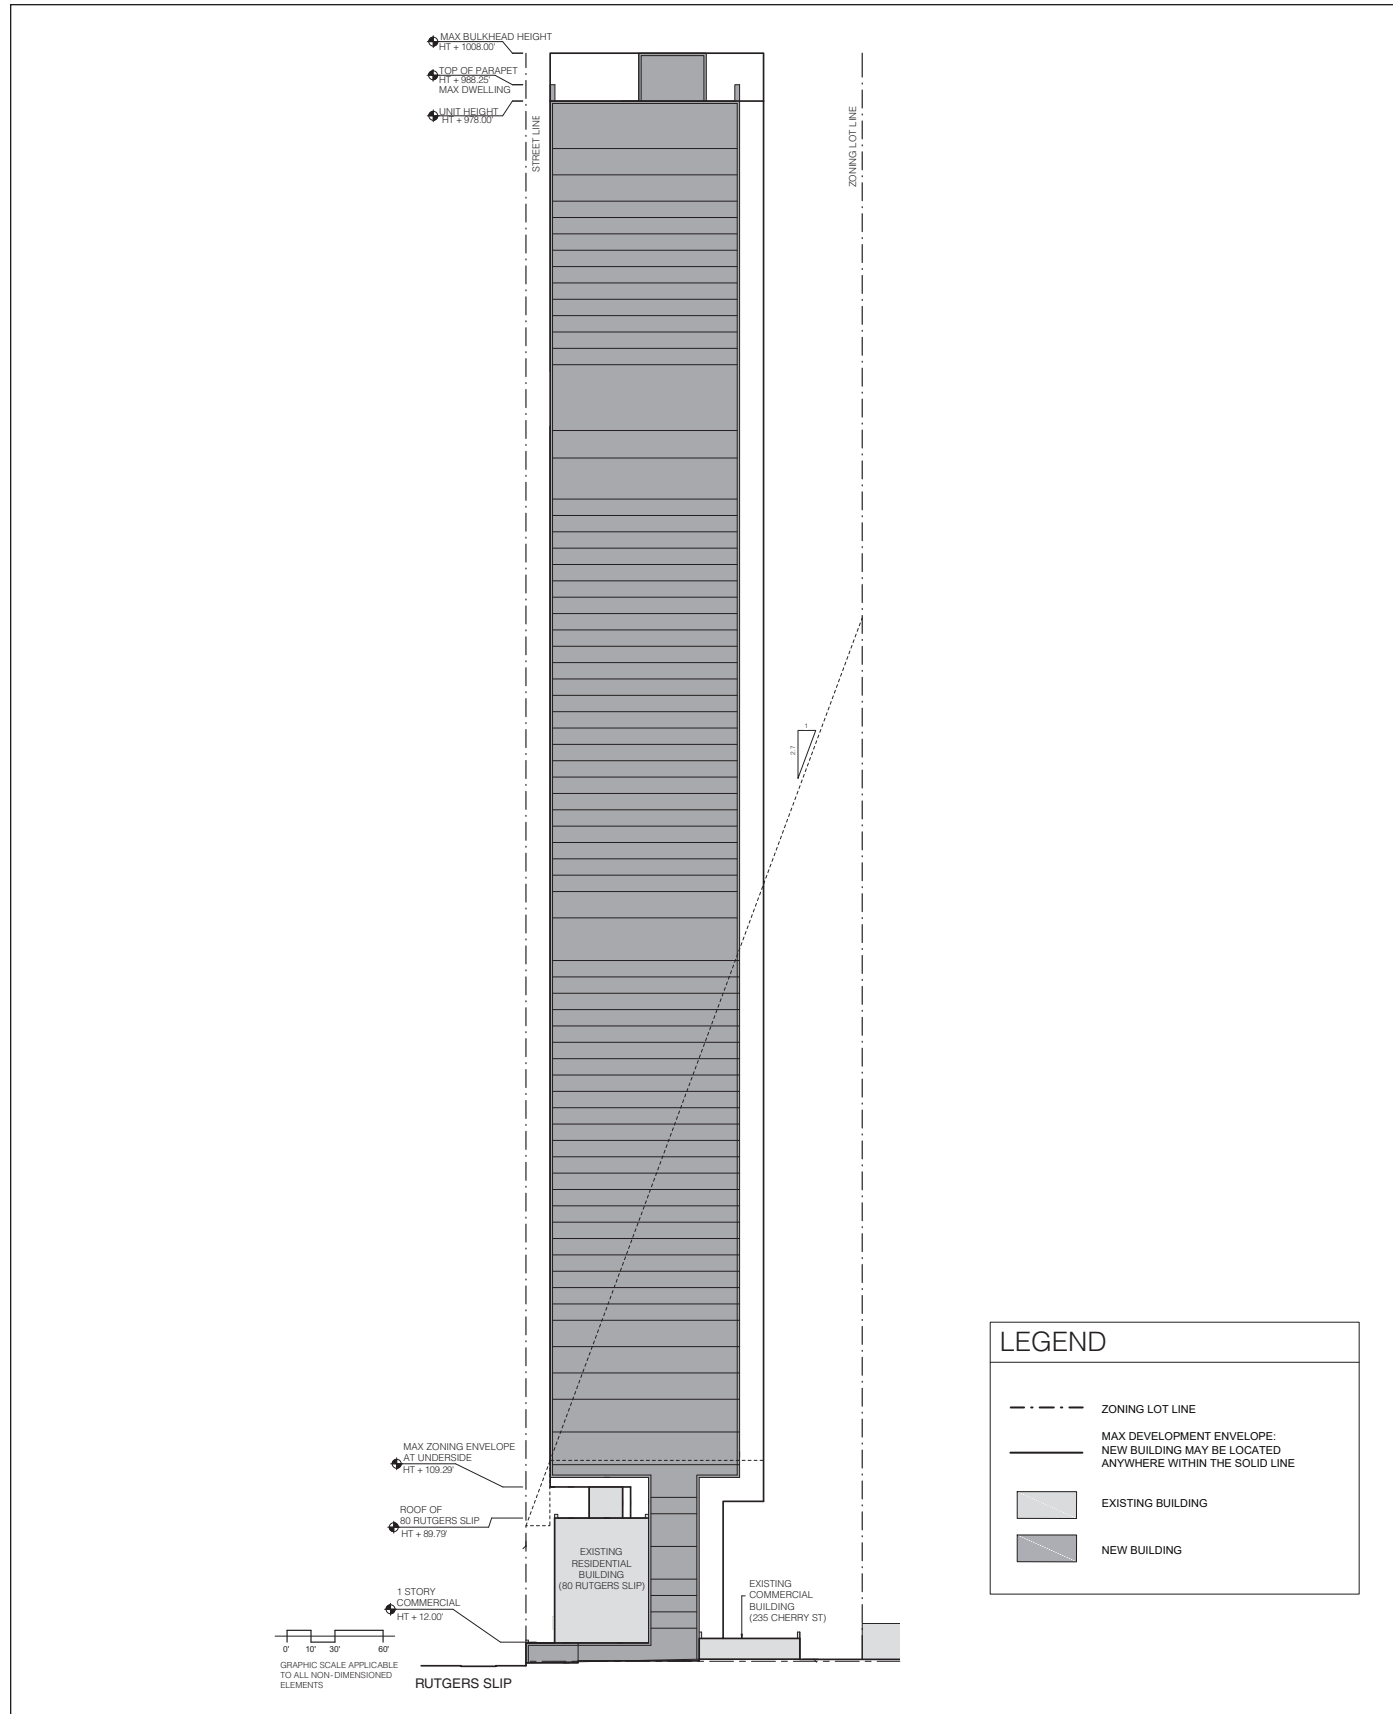 MAX BULKHEAD HEIGHT
HT + 1008.00'
TOP OF PARAPET
HT + 988.25'
MAX DWELLING
UNIT HEIGHT
HT + 978.00'
STREET LINE
ZONING LOT LINE
1
2.7
MAX ZONING ENVELOPE
AT UNDERSIDE
HT + 109.29'
ROOF OF
80 RUTGERS SLIP
HT + 89.79'
1 STORY
COMMERCIAL
HT + 12.00'
EXISTING
RESIDENTIAL
BUILDING
(80 RUTGERS SLIP)
EXISTING
COMMERCIAL
BUILDING
(235 CHERRY ST)
0' 10' 30' 60'
GRAPHIC SCALE APPLICABLE
TO ALL NON-DIMENSIONED
ELEMENTS
RUTGERS SLIP
LEGEND
ZONING LOT LINE
MAX DEVELOPMENT ENVELOPE:
NEW BUILDING MAY BE LOCATED
ANYWHERE WITHIN THE SOLID LINE
EXISTING BUILDING
NEW BUILDING